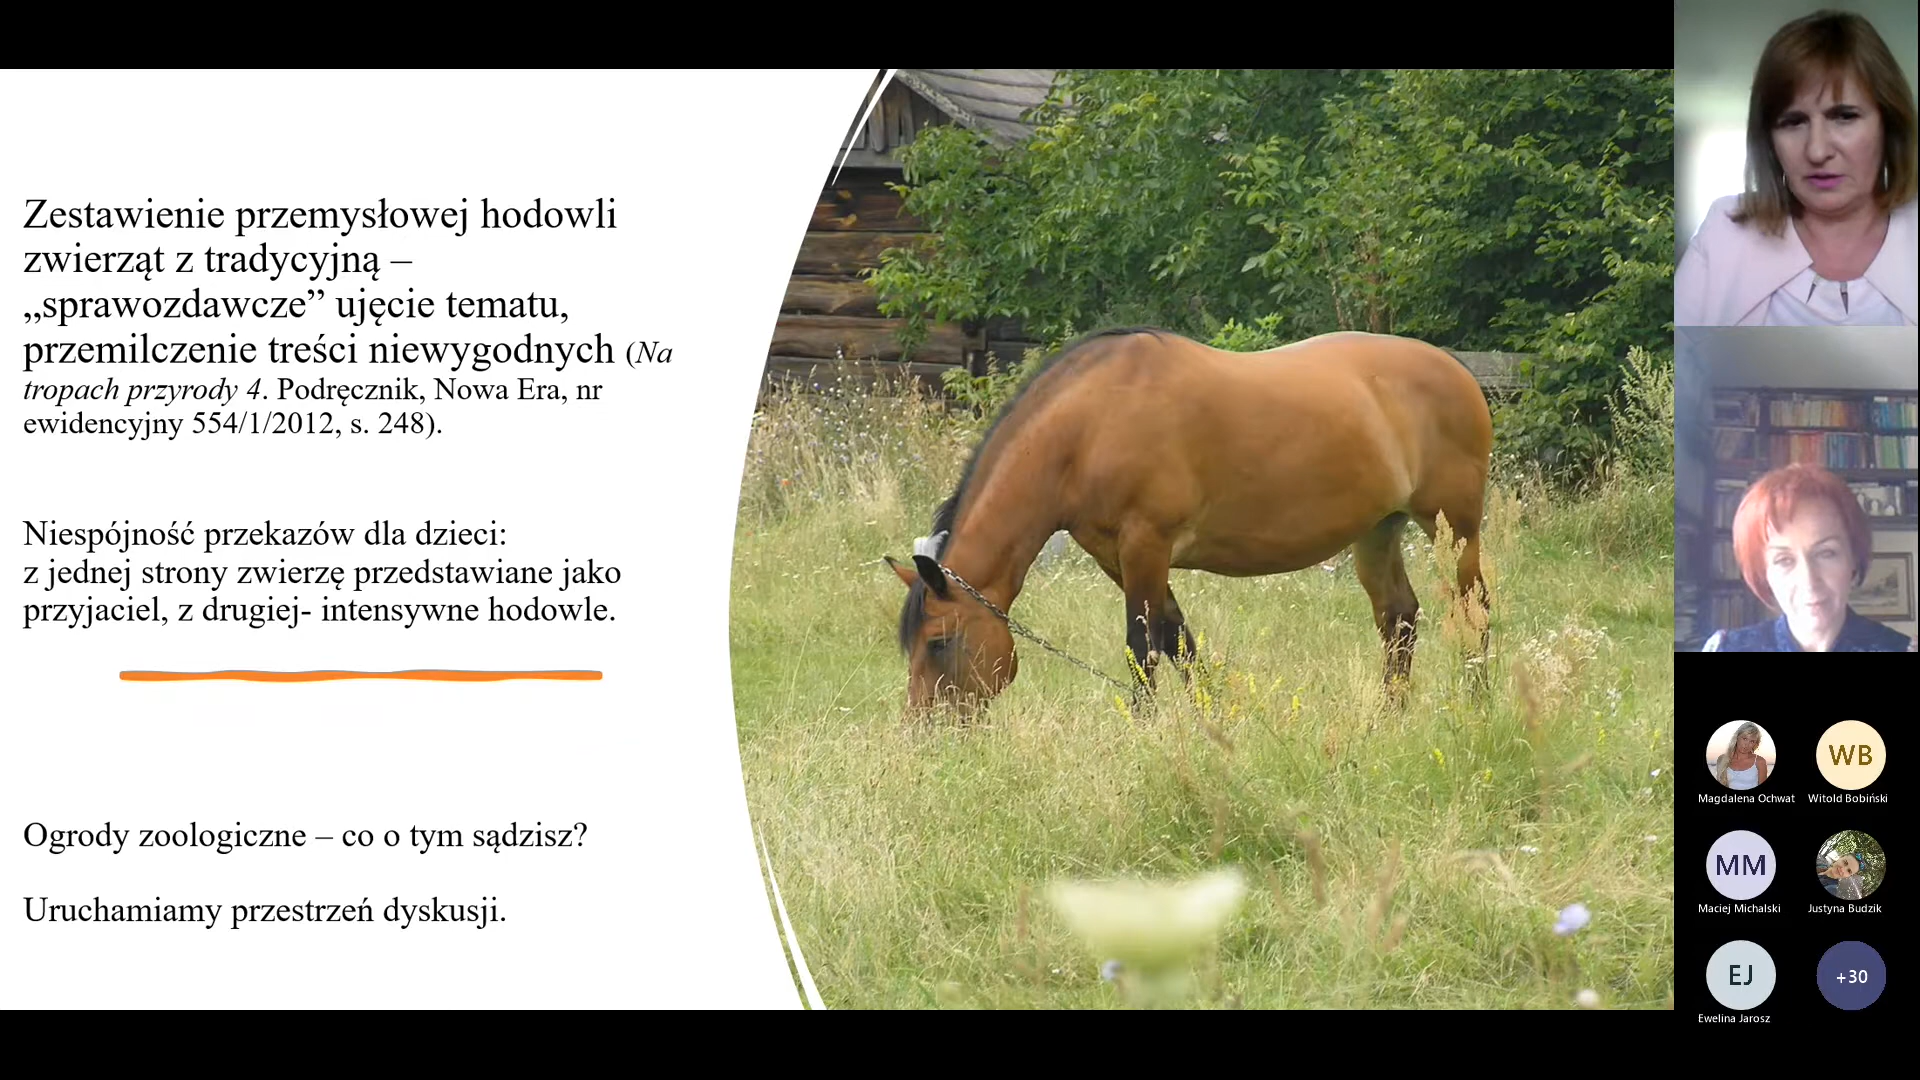 Zestawienie przemysłowej hodowli
zwierząt z tradycyjną –
„sprawozdawcze” ujęcie tematu,
przemilczenie treści niewygodnych (Na
tropach przyrody 4. Podręcznik, Nowa Era, nr
ewidencyjny 554/1/2012, s. 248).
Niespójność przekazów dla dzieci:
z jednej strony zwierzę przedstawiane jako
przyjaciel, z drugiej- intensywne hodowle.
Ogrody zoologiczne – co o tym sądzisz?
Uruchamiamy przestrzeń dyskusji.
WB
Magdalena Ochwat
Witold Bobiński
MM
Maciej Michalski
Justyna Budzik
EJ
+30
Ewelina Jarosz